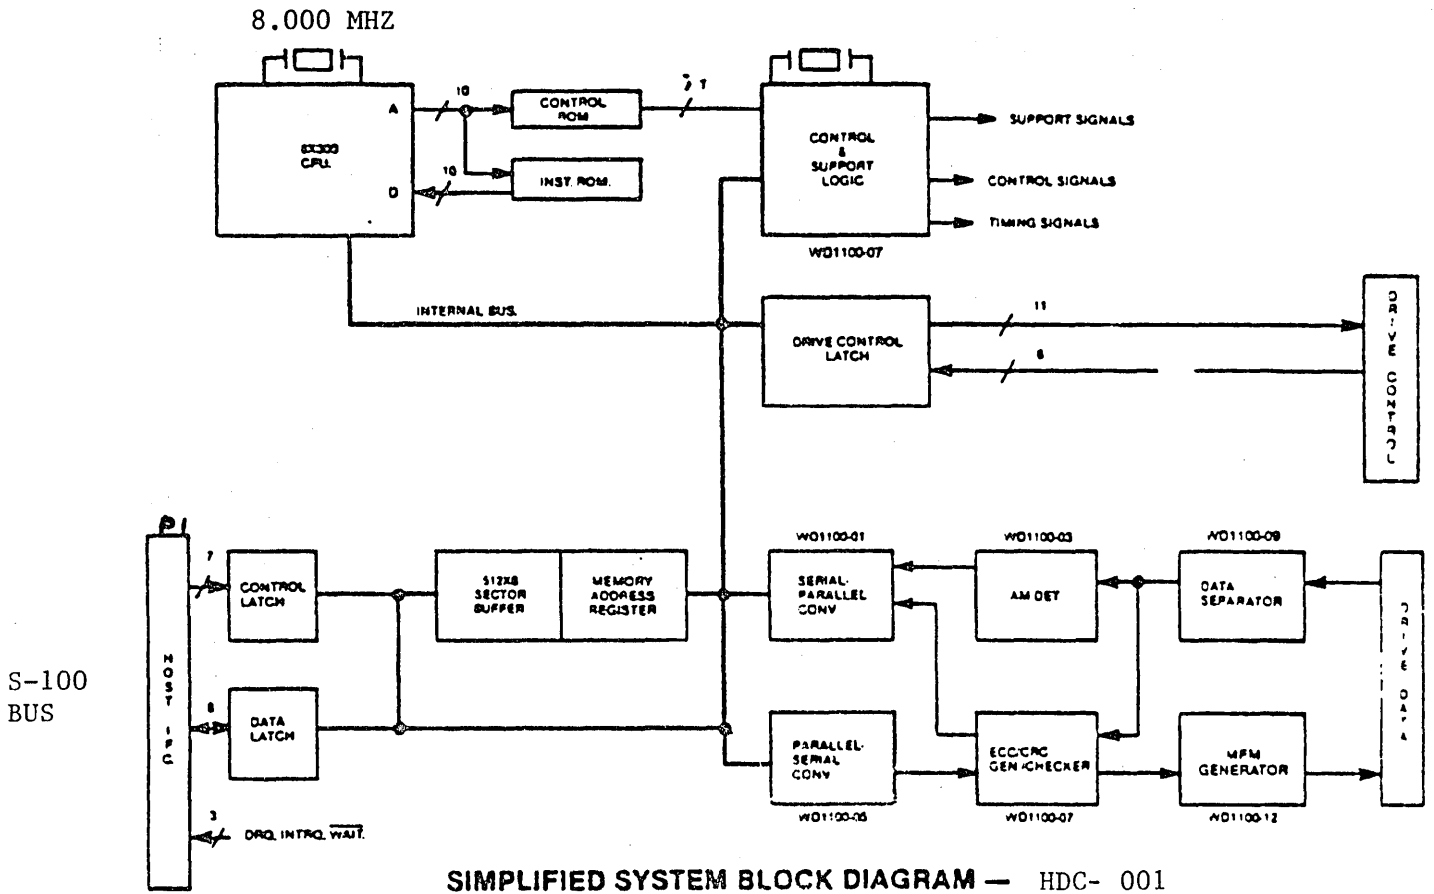 8.000 MHZ
A
10
CONTROL
ROM
T
8X300
CPU.
D
10
INST. ROM.
CONTROL
&
SUPPORT
LOGIC
SUPPORT SIGNALS
CONTROL SIGNALS
TIMING SIGNALS
WD1100-07
INTERNAL BUS.
DRIVE CONTROL
LATCH
11
6
DRIVE CONTROL
P1
S-100
BUS
HOST IFC
7
CONTROL
LATCH
512X8
SECTOR
BUFFER
MEMORY
ADDRESS
REGISTER
WD1100-01
SERIAL-
PARALLEL
CONV
WD1100-03
AM DET
WD1100-09
DATA
SEPARATOR
DRIVE DATA
8
DATA
LATCH
PARALLEL-
SERIAL
CONV
WD1100-05
ECC/CRC
GEN/CHECKER
WD1100-07
MFM
GENERATOR
WD1100-12
3
DRQ, INTRQ, WAIT.
SIMPLIFIED SYSTEM BLOCK DIAGRAM — HDC- 001